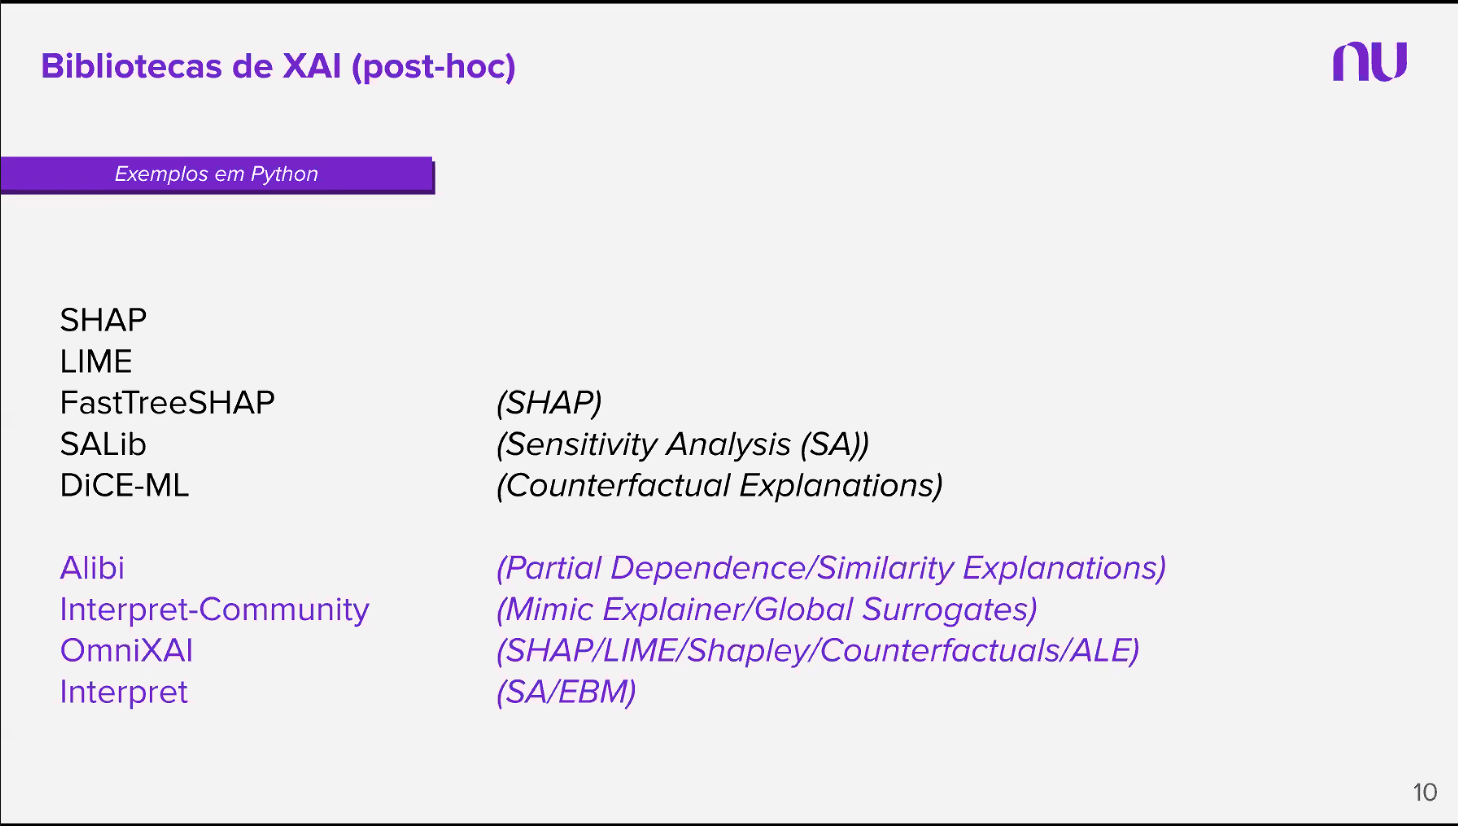 Bibliotecas de XAI (post-hoc)
nu
Exemplos em Python
SHAP
LIME
FastTreeSHAP (SHAP)
SALib (Sensitivity Analysis (SA))
DiCE-ML (Counterfactual Explanations)
Alibi (Partial Dependence/Similarity Explanations)
Interpret-Community (Mimic Explainer/Global Surrogates)
OmniXAI (SHAP/LIME/Shapley/Counterfactuals/ALE)
Interpret (SA/EBM)
10